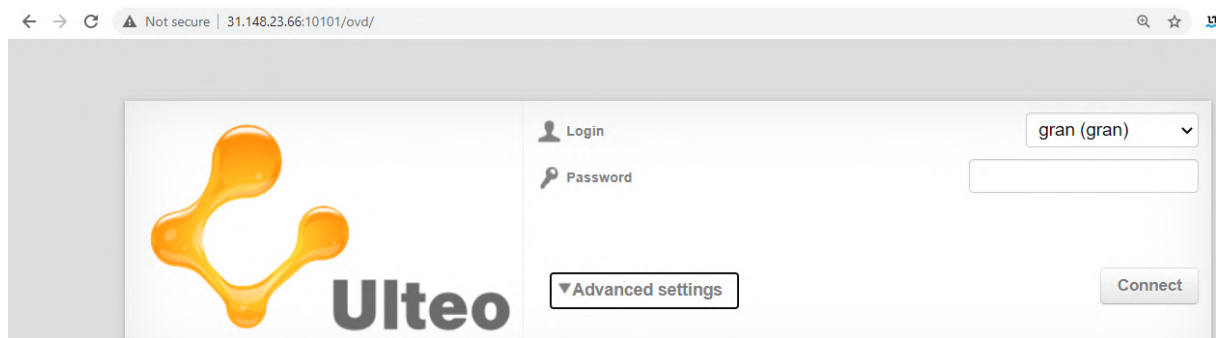 Not secure | 31.148.23.66:10101/ovd/
Login
gran (gran)
Password
Ulteo
Advanced settings
Connect